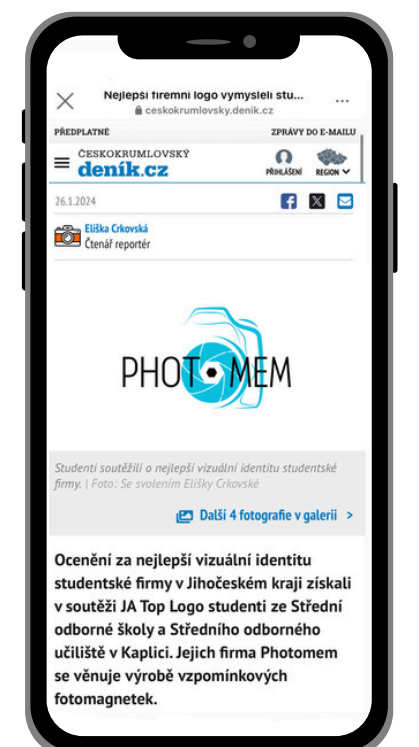 Nejlepší firemní logo vymysleli stu...
ceskokrumlovsky.denik.cz
PŘEDPLATNÉ
ZPRÁVY DO E-MAILU
ČESKOKRUMLOVSKÝ
deník.cz
PŘIHLÁŠENÍ
REGION
26.1.2024
Eliška Crkovská
Čtenář reportér
PHOTOMEM
Studenti soutěžili o nejlepší vizuální identitu studentské
firmy. | Foto: Se svolením Elišky Crkovské
Další 4 fotografie v galerii >
Ocenění za nejlepší vizuální identitu
studentské firmy v Jihočeském kraji získali
v soutěži JA Top Logo studenti ze Střední
odborné školy a Středního odborného
učiliště v Kaplici. Jejich firma Photomem
se věnuje výrobě vzpomínkových
fotomagnetek.